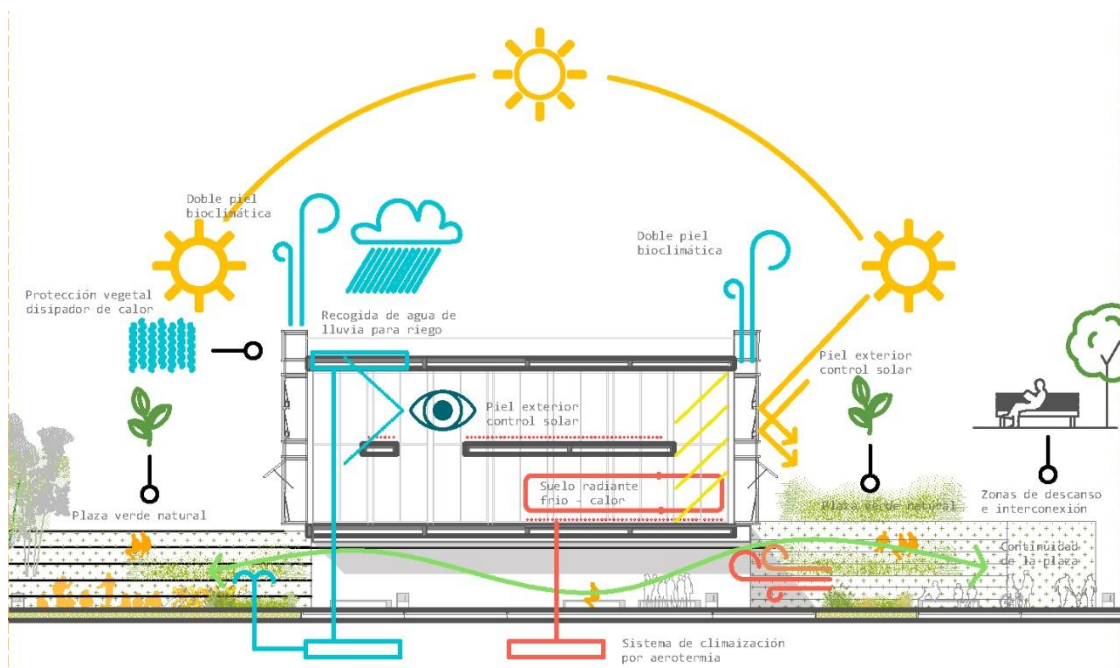 Doble piel
bioclimática
Protección vegetal
disipador de calor
Recogida de agua de
lluvia para riego
Doble piel
bioclimática
Piel exterior
control solar
Piel exterior
control solar
Suelo radiante
frio - calor
Plaza verde natural
Plaza verde natural
Zonas de descanso
e interconexión
Continuidad
de la plaza
Sistema de climaización
por aerotermia